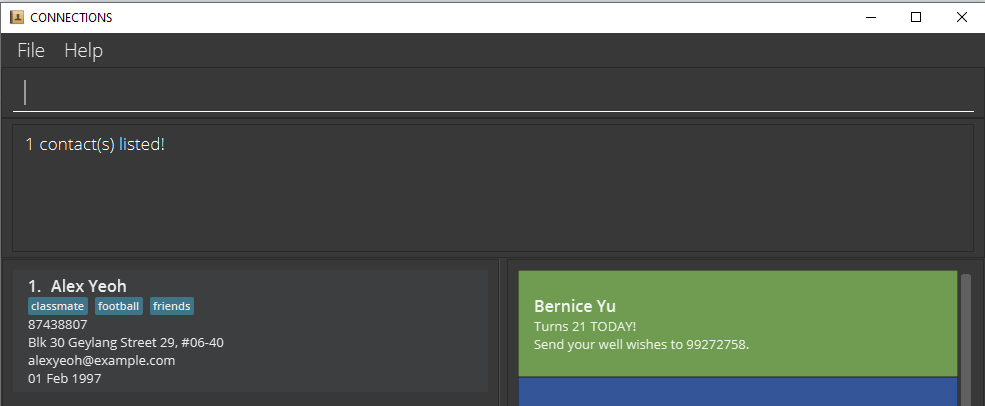 CONNECTIONS
File Help
1 contact(s) listed!
1. Alex Yeoh
classmate football friends
87438807
Blk 30 Geylang Street 29, #06-40
alexyeoh@example.com
01 Feb 1997
Bernice Yu
Turns 21 TODAY!
Send your well wishes to 99272758.